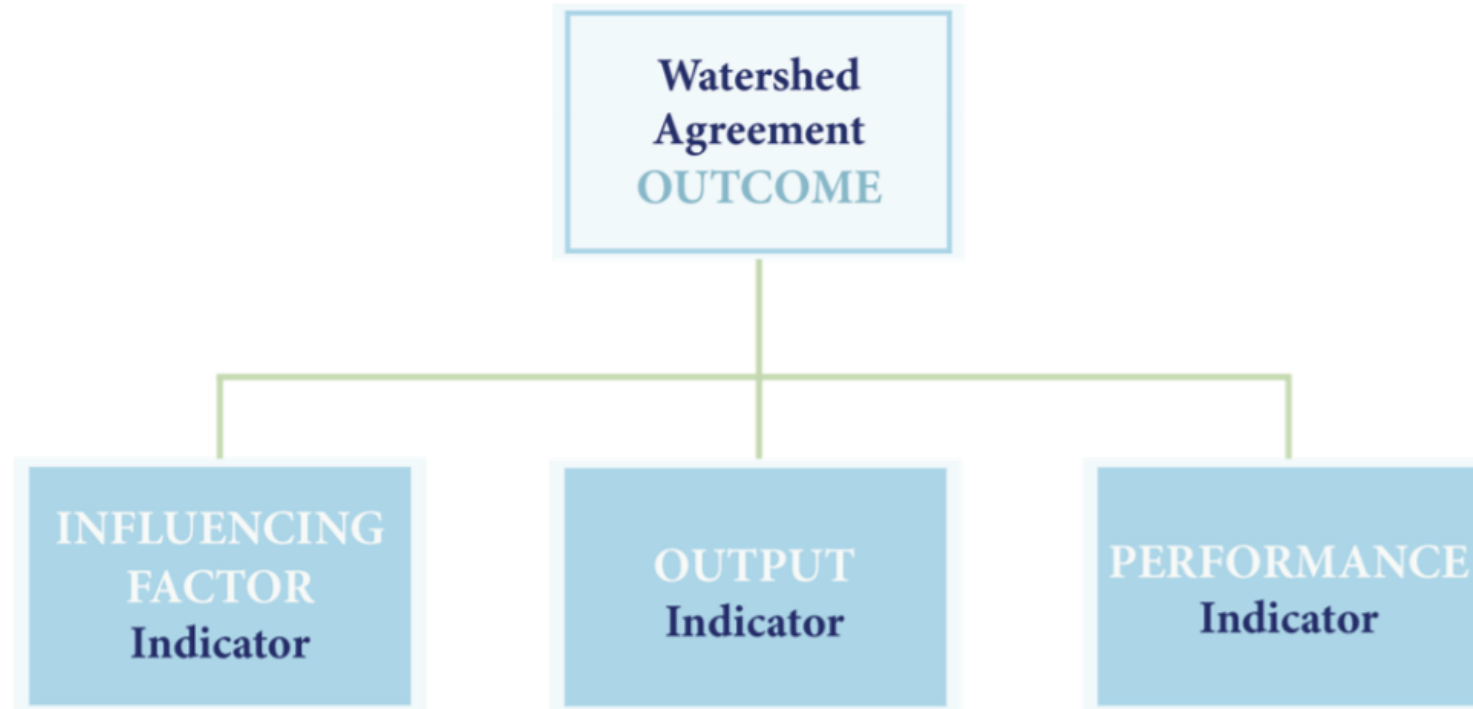 Watershed
Agreement
OUTCOME
INFLUENCING
FACTOR
Indicator
OUTPUT
Indicator
PERFORMANCE
Indicator